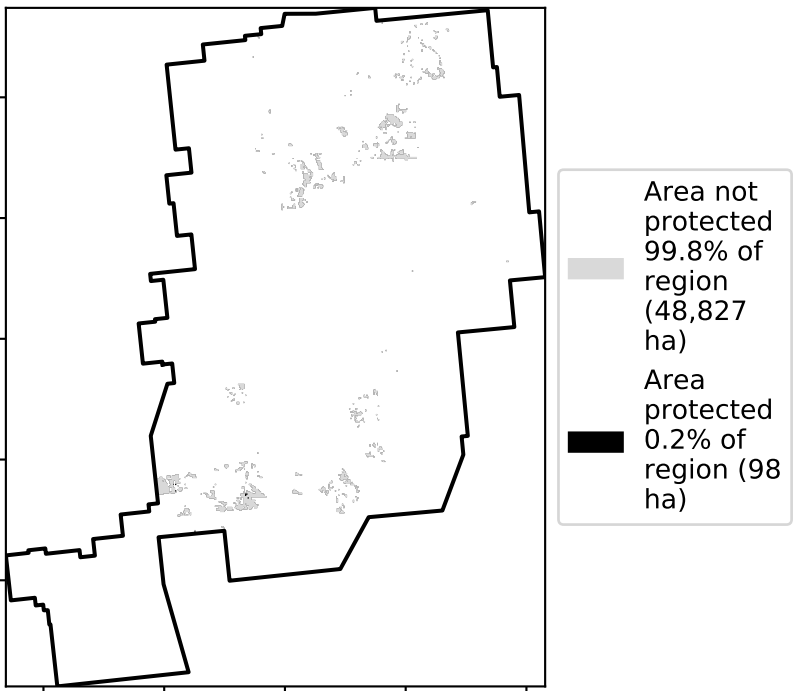 Area not
protected
99.8% of
region
(48,827
ha)
Area
protected
0.2% of
region (98
ha)